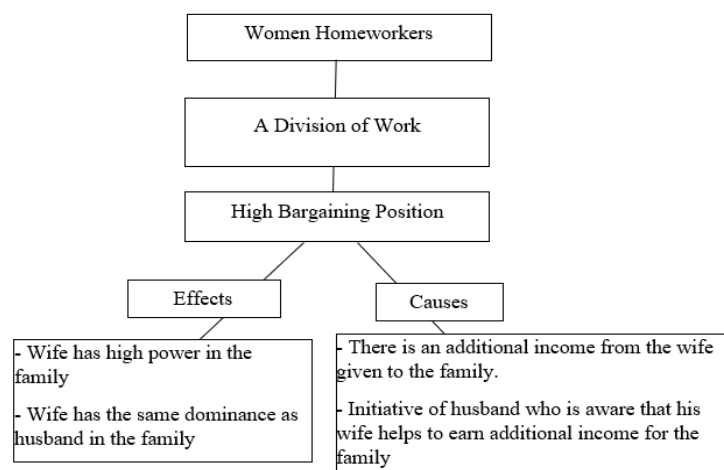 Women Homeworkers
A Division of Work
High Bargaining Position
Effects
Causes
- Wife has high power in the
family
- Wife has the same dominance as
husband in the family
- There is an additional income from the wife
given to the family.
- Initiative of husband who is aware that his
wife helps to earn additional income for the
family